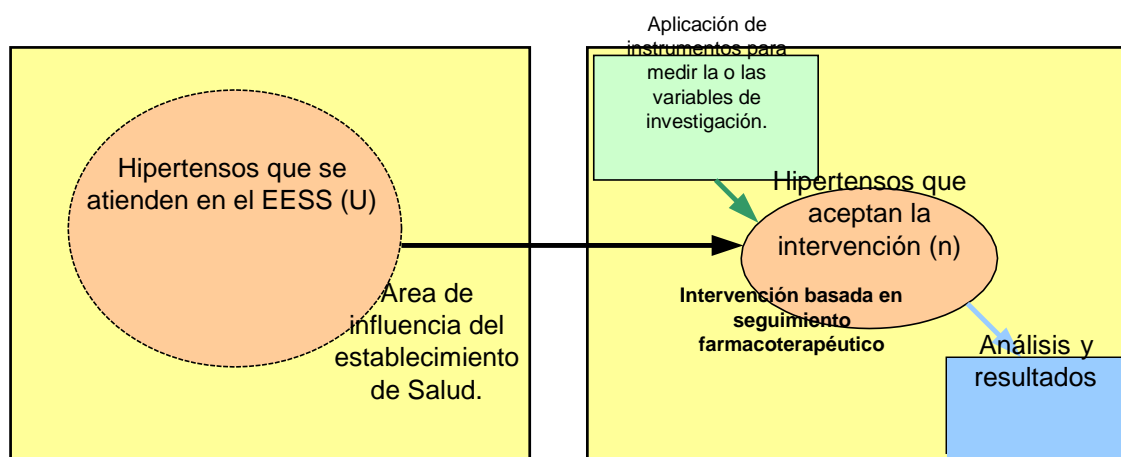 Hipertensos que se
atienden en el EESS (U)
Área de
influencia del
establecimiento
de Salud.
Aplicación de
instrumentos para
medir la o las
variables de
investigación.
Hipertensos que
aceptan la
intervención (n)
Intervención basada en
seguimiento
farmacoterapéutico
Análisis y
resultados